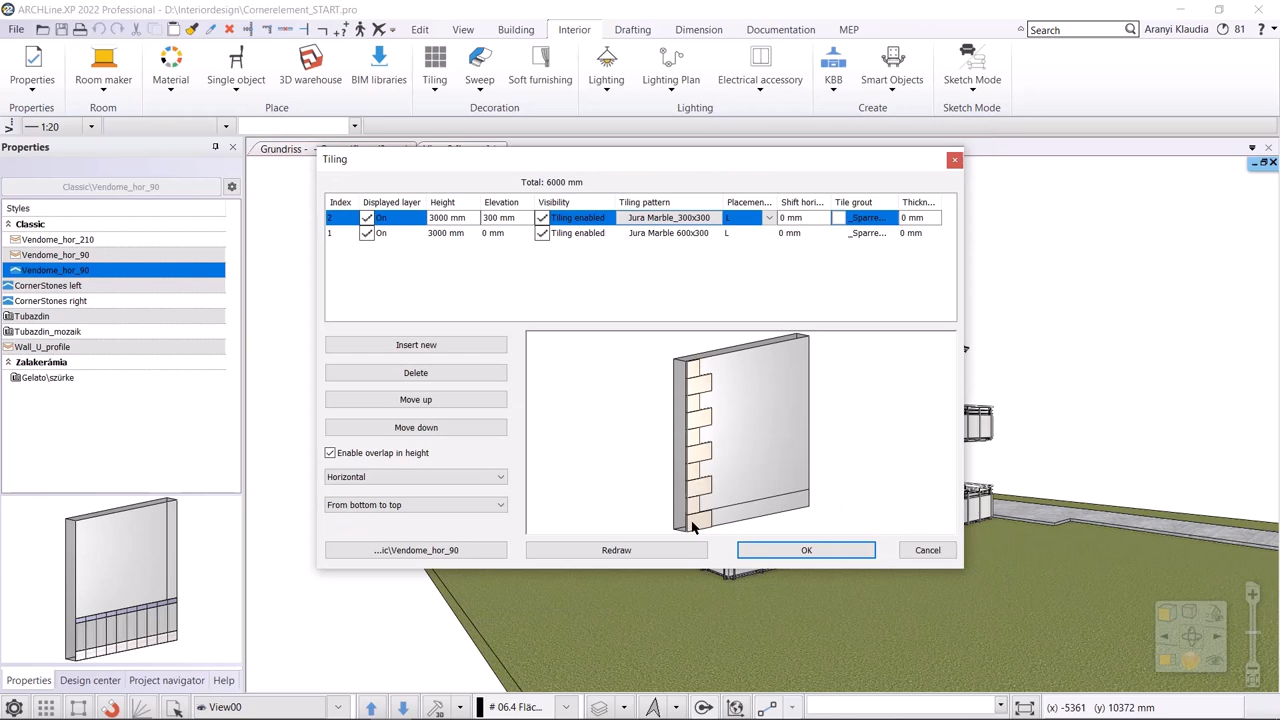 ARCHLine.XP 2022 Professional - D:\Interiordesign\Cornerelement_START.pro
File Edit View Building Interior Drafting Dimension Documentation MEP Search Aranyi Klaudia 81 ?
Properties Room maker Material Single object 3D warehouse BIM libraries Tiling Sweep Soft furnishing Lighting Lighting Plan Electrical accessory KBB Smart Objects Sketch Mode
Properties Room Place Decoration Lighting Create Sketch Mode
1:20
Properties
Grundriss -
Classic\Vendome_hor_90
Styles
Classic
Vendome_hor_210
Vendome_hor_90
Vendome_hor_90
CornerStones left
CornerStones right
Tubazdin
Tubazdin_mozaik
Wall_U_profile
Zalakerámia
Gelato\szürke
Tiling
Total: 6000 mm
Index Displayed layer Height Elevation Visibility Tiling pattern Placemen... Shift hori... Tile grout Thickn...
2 On 3000 mm 300 mm Tiling enabled Jura Marble_300x300 L 0 mm _Sparre... 0 mm
1 On 3000 mm 0 mm Tiling enabled Jura Marble 600x300 L 0 mm _Sparre... 0 mm
Insert new
Delete
Move up
Move down
Enable overlap in height
Horizontal
From bottom to top
...ic\Vendome_hor_90 Redraw OK Cancel
Properties Design center Project navigator Help
View00 # 06.4 Fläc... (x) -5361 (y) 10372 mm